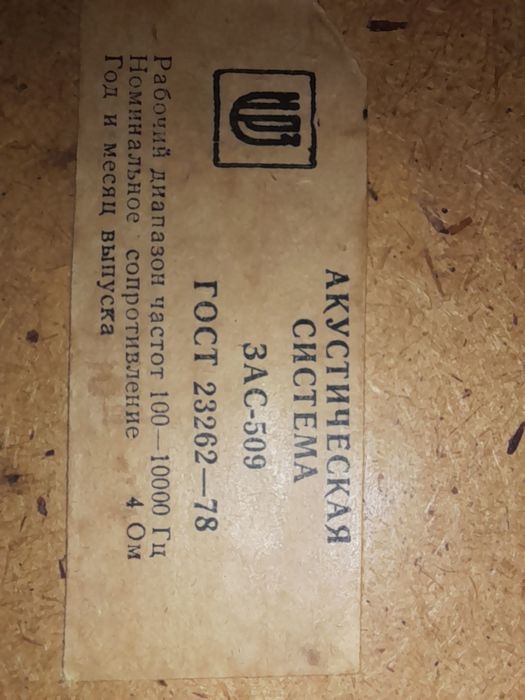 АКУСТИЧЕСКАЯ
СИСТЕМА
3АС-509
ГОСТ 23262—78
Рабочий диапазон частот 100—10000 Гц
Номинальное сопротивление 4 Ом
Год и месяц выпуска